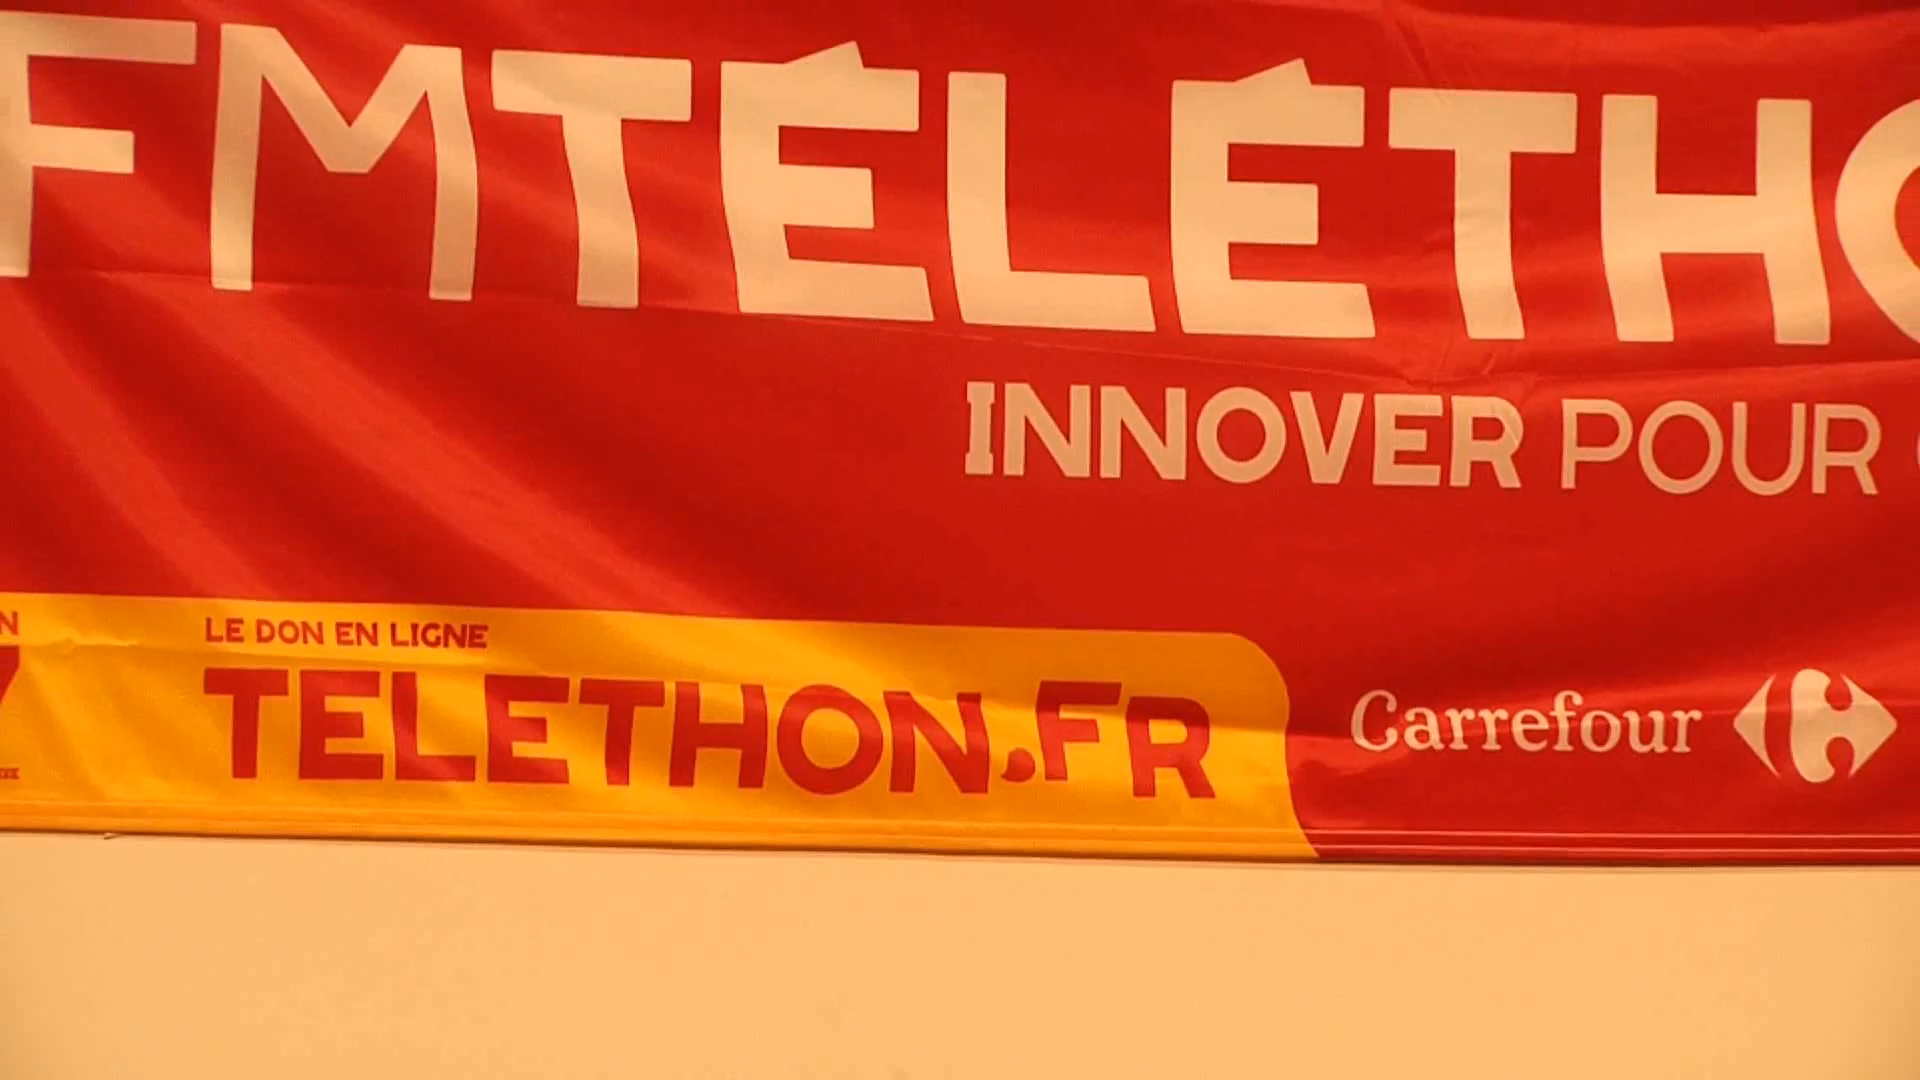 FMTÉLÉTHO
INNOVER POUR
LE DON EN LIGNE
TELETHON.FR
Carrefour